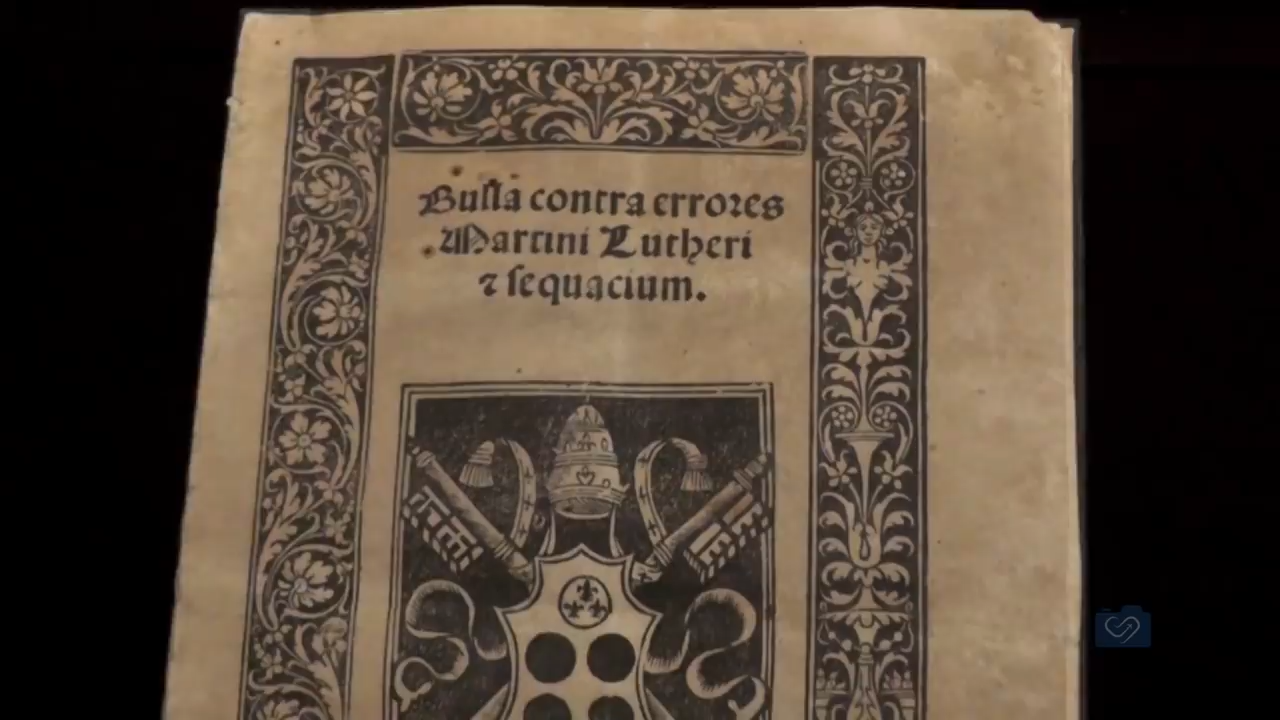 Bulla contra errores
Martini Lutheri
⁊ sequacium.